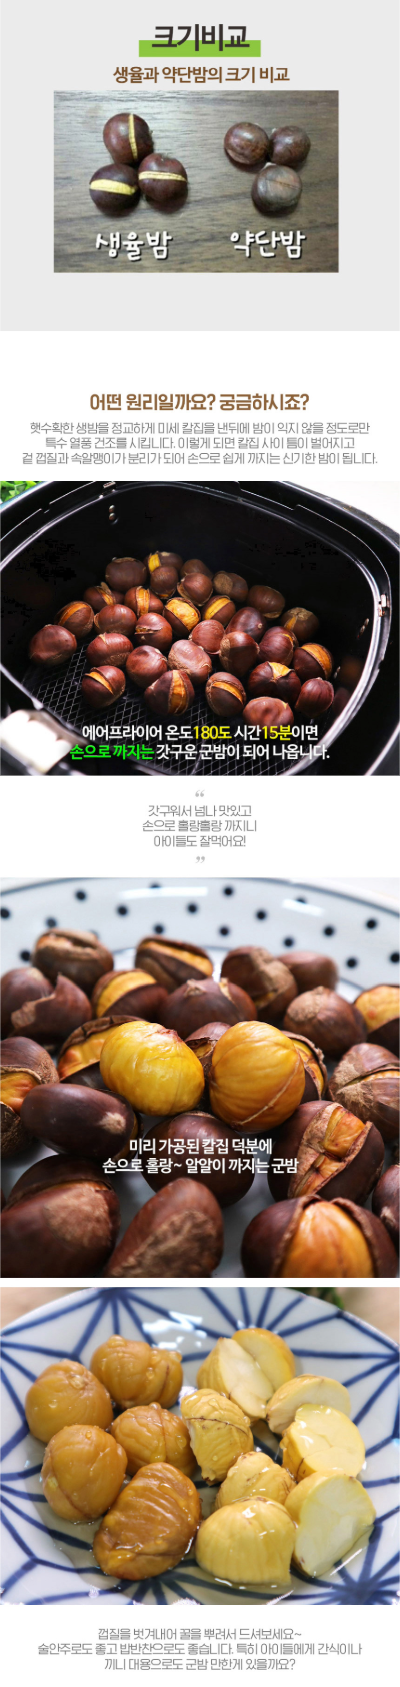 크기비교
생율과 약단밤의 크기 비교
생율밤 약단밤
어떤 원리일까요? 궁금하시죠?
햇수확한 생밤을 정교하게 미세 칼집을 낸뒤에 밤이 익지 않을 정도로만
특수 열풍 건조를 시킵니다. 이렇게 되면 칼집 사이 틈이 벌어지고
겉 껍질과 속알맹이가 분리가 되어 손으로 쉽게 까지는 신기한 밤이 됩니다.
에어프라이어 온도180도 시간15분이면
손으로 까지는 갓구운 군밤이 되어 나옵니다.
“
갓구워서 넘나 맛있고
손으로 홀랑홀랑 까지니
아이들도 잘먹어요!
”
미리 가공된 칼집 덕분에
손으로 홀랑~ 알알이 까지는 군밤
껍질을 벗겨내어 꿀을 뿌려서 드셔보세요~
술안주로도 좋고 밥반찬으로도 좋습니다. 특히 아이들에게 간식이나
끼니 대용으로도 군밤 만한게 있을까요?